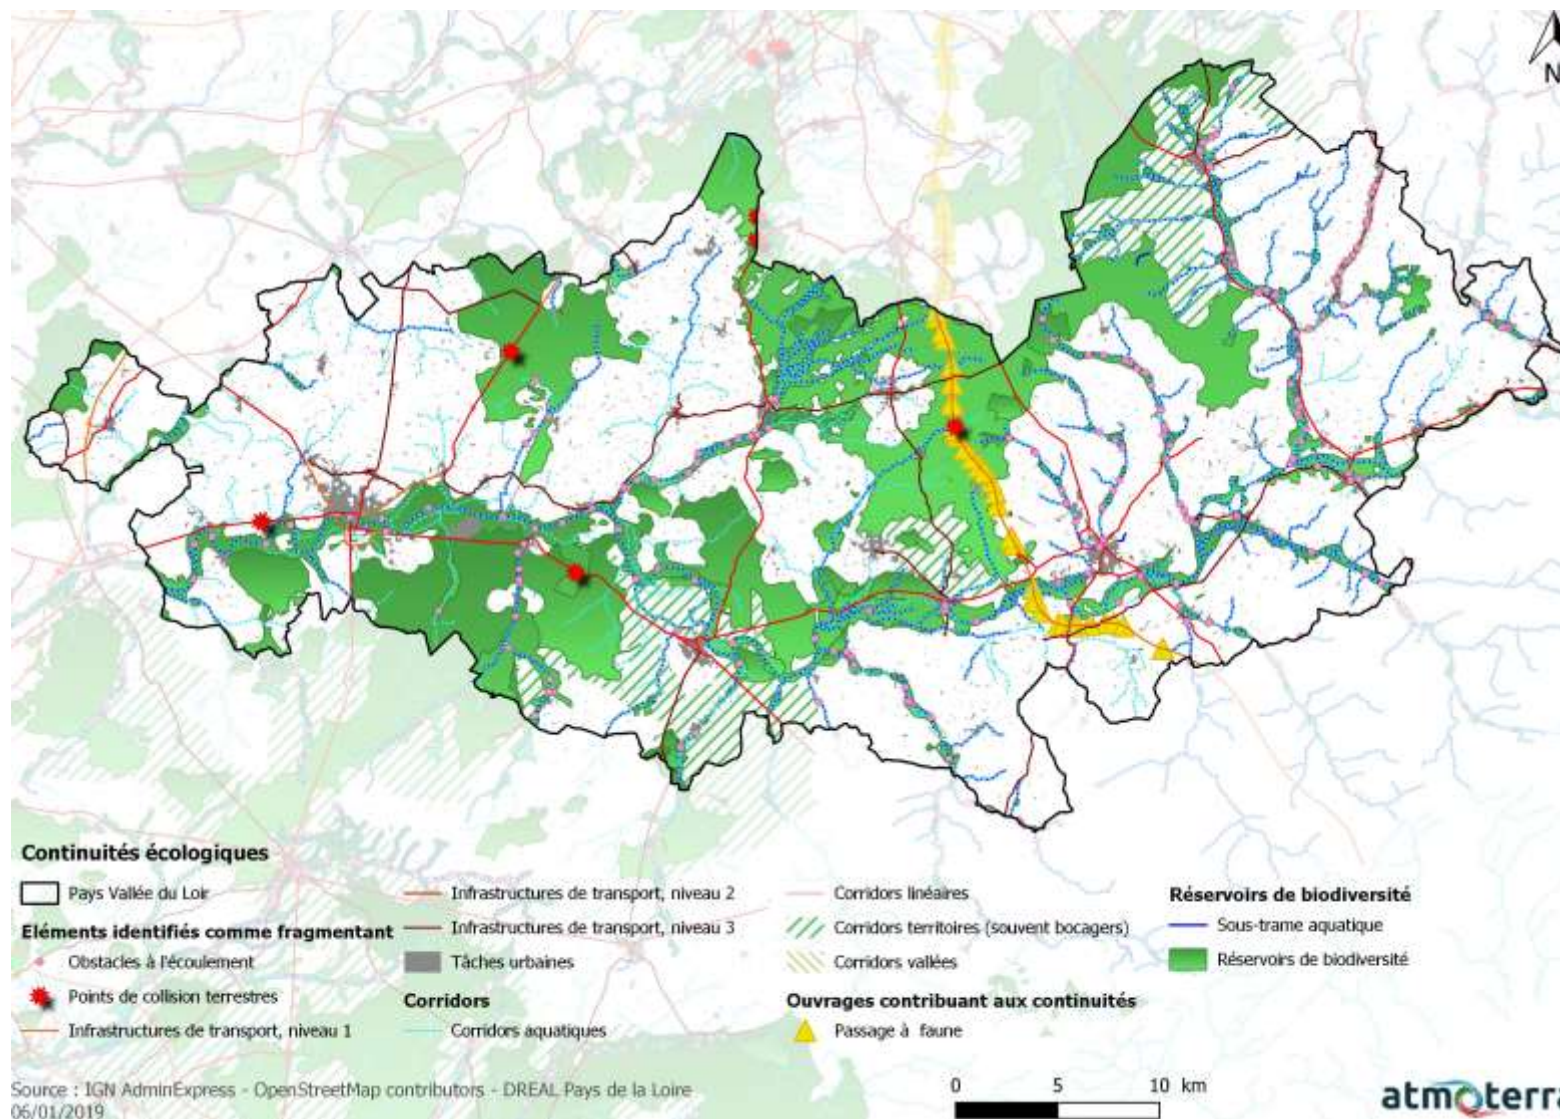 N
Continuités écologiques
Pays Vallée du Loir
Eléments identifiés comme fragmentant
Obstacles à l'écoulement
Points de collision terrestres
Infrastructures de transport, niveau 1
Infrastructures de transport, niveau 2
Infrastructures de transport, niveau 3
Tâches urbaines
Corridors
Corridors aquatiques
Corridors linéaires
Corridors territoires (souvent bocagers)
Corridors vallées
Ouvrages contribuant aux continuités
Passage à faune
Réservoirs de biodiversité
Sous-trame aquatique
Réservoirs de biodiversité
Source : IGN AdminExpress - OpenStreetMap contributors - DREAL Pays de la Loire
06/01/2019
0 5 10 km
atmoterra